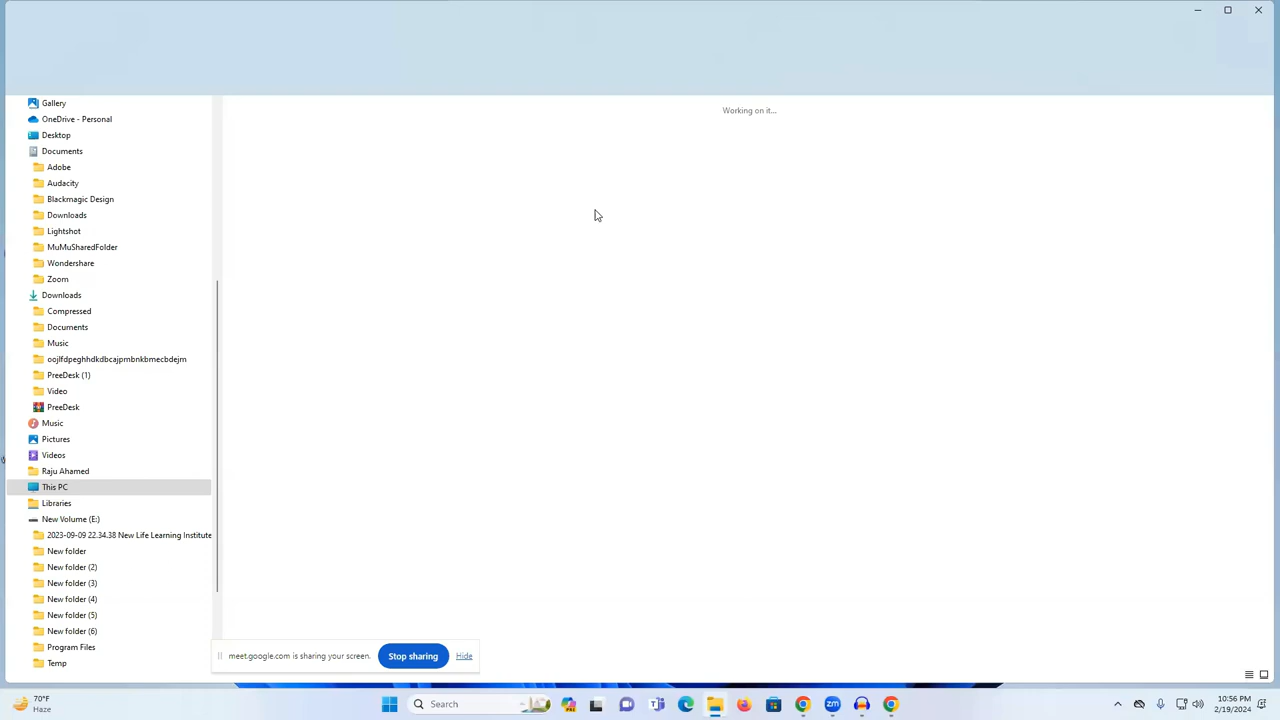 Gallery
OneDrive - Personal
Desktop
Documents
Adobe
Audacity
Blackmagic Design
Downloads
Lightshot
MuMuSharedFolder
Wondershare
Zoom
Downloads
Compressed
Documents
Music
oojlfdpeghhdkdbcajpmbnkbmecbdejm
PreeDesk (1)
Video
PreeDesk
Music
Pictures
Videos
Raju Ahamed
This PC
Libraries
New Volume (E:)
2023-09-09 22.34.38 New Life Learning Institute
New folder
New folder (2)
New folder (3)
New folder (4)
New folder (5)
New folder (6)
Program Files
Temp
Working on it...
meet.google.com is sharing your screen.
Stop sharing
Hide
70°F
Haze
Search
10:56 PM
2/19/2024